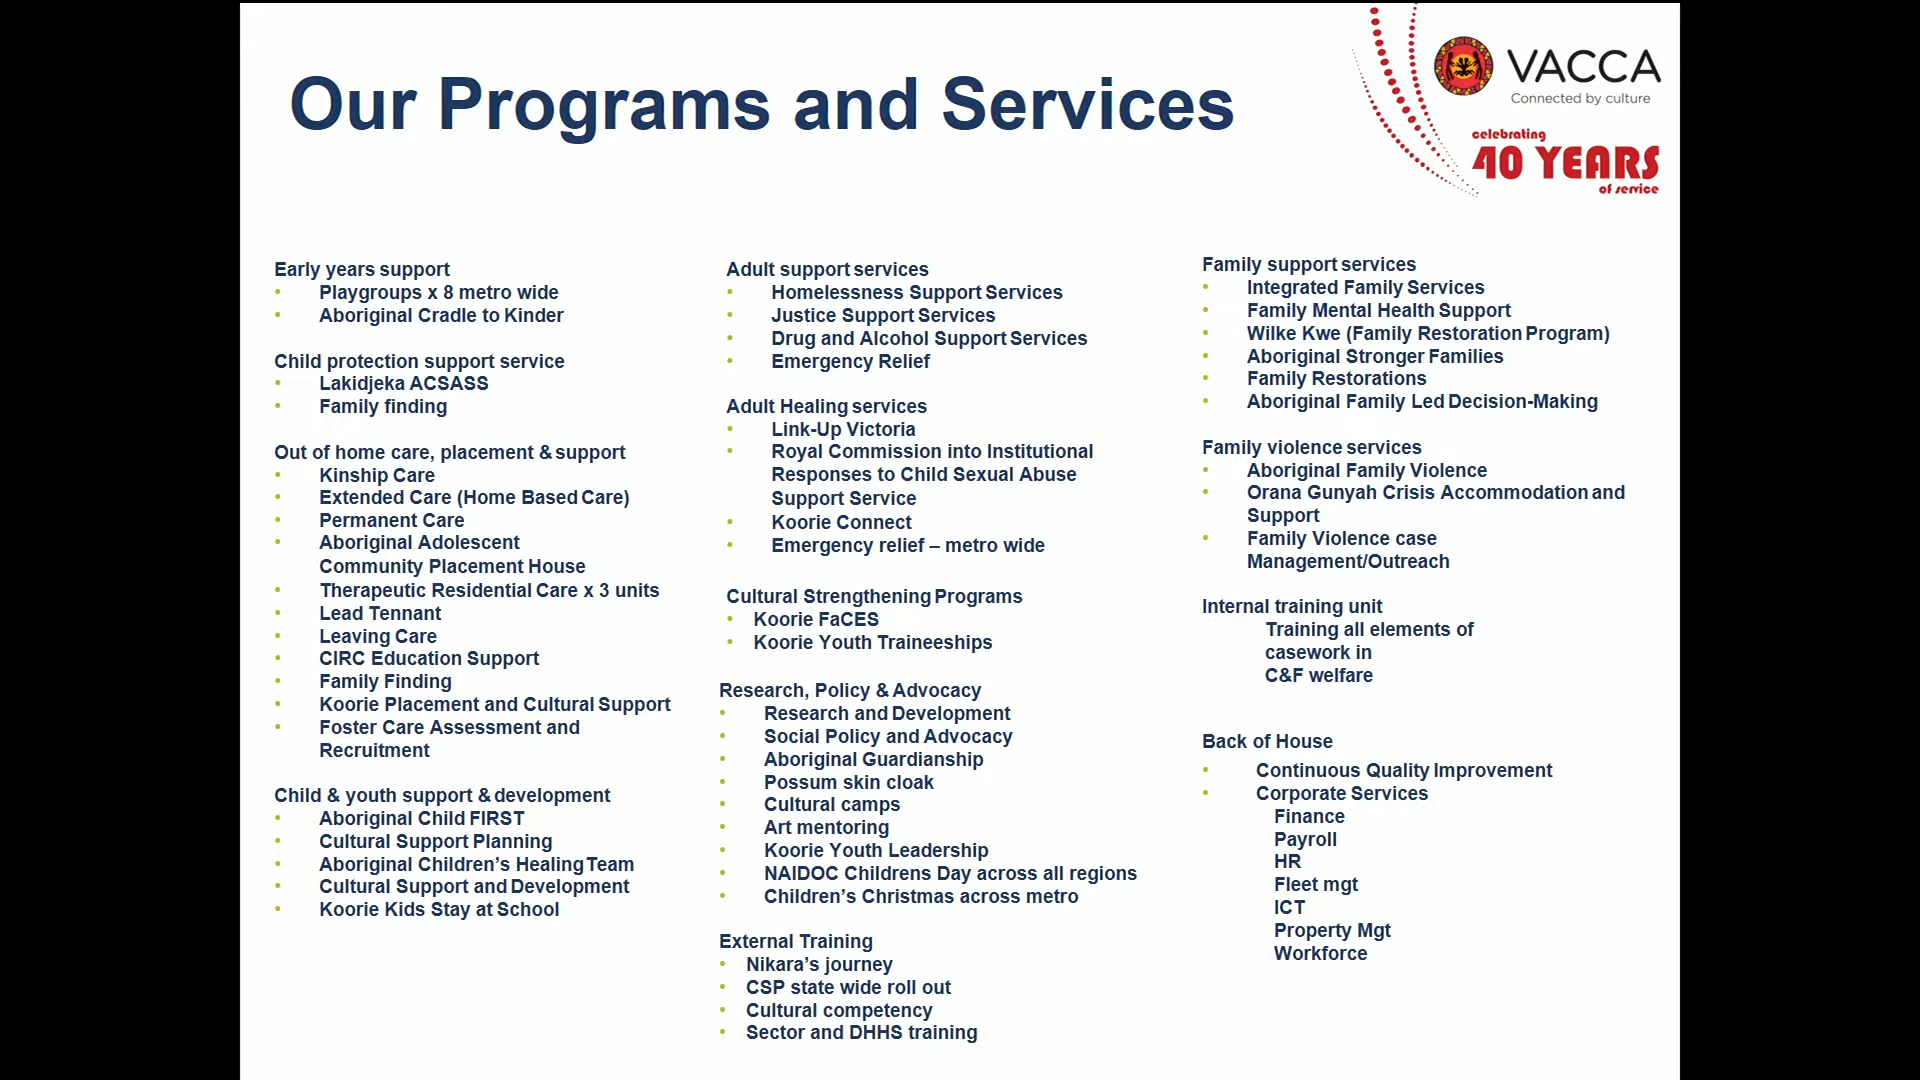 Our Programs and Services
VACCA
Connected by culture
celebrating
40 YEARS
of service
Early years support
• Playgroups x 8 metro wide
• Aboriginal Cradle to Kinder
Child protection support service
• Lakidjeka ACSASS
• Family finding
Out of home care, placement & support
• Kinship Care
• Extended Care (Home Based Care)
• Permanent Care
• Aboriginal Adolescent
Community Placement House
• Therapeutic Residential Care x 3 units
• Lead Tennant
• Leaving Care
• CIRC Education Support
• Family Finding
• Koorie Placement and Cultural Support
• Foster Care Assessment and
Recruitment
Child & youth support & development
• Aboriginal Child FIRST
• Cultural Support Planning
• Aboriginal Children’s Healing Team
• Cultural Support and Development
• Koorie Kids Stay at School
Adult support services
• Homelessness Support Services
• Justice Support Services
• Drug and Alcohol Support Services
• Emergency Relief
Adult Healing services
• Link-Up Victoria
• Royal Commission into Institutional
Responses to Child Sexual Abuse
Support Service
• Koorie Connect
• Emergency relief – metro wide
Cultural Strengthening Programs
• Koorie FaCES
• Koorie Youth Traineeships
Research, Policy & Advocacy
• Research and Development
• Social Policy and Advocacy
• Aboriginal Guardianship
• Possum skin cloak
• Cultural camps
• Art mentoring
• Koorie Youth Leadership
• NAIDOC Childrens Day across all regions
• Children’s Christmas across metro
External Training
• Nikara’s journey
• CSP state wide roll out
• Cultural competency
• Sector and DHHS training
Family support services
• Integrated Family Services
• Family Mental Health Support
• Wilke Kwe (Family Restoration Program)
• Aboriginal Stronger Families
• Family Restorations
• Aboriginal Family Led Decision-Making
Family violence services
• Aboriginal Family Violence
• Orana Gunyah Crisis Accommodation and
Support
• Family Violence case
Management/Outreach
Internal training unit
Training all elements of
casework in
C&F welfare
Back of House
• Continuous Quality Improvement
• Corporate Services
Finance
Payroll
HR
Fleet mgt
ICT
Property Mgt
Workforce